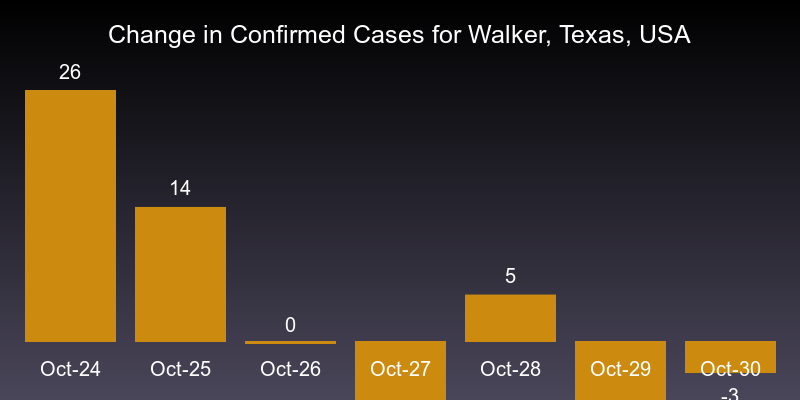 Change in Confirmed Cases for Walker, Texas, USA
26
14
0
5
Oct-24 Oct-25 Oct-26 Oct-27 Oct-28 Oct-29 Oct-30
-3